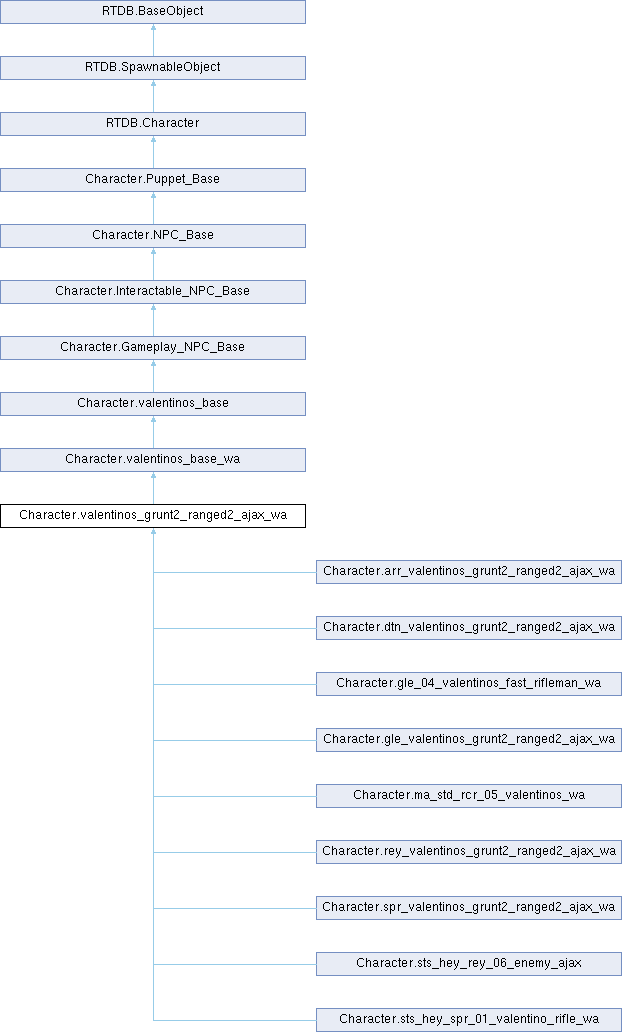 RTDB.BaseObject
RTDB.SpawnableObject
RTDB.Character
Character.Puppet_Base
Character.NPC_Base
Character.Interactable_NPC_Base
Character.Gameplay_NPC_Base
Character.valentinos_base
Character.valentinos_base_wa
Character.valentinos_grunt2_ranged2_ajax_wa
Character.arr_valentinos_grunt2_ranged2_ajax_wa
Character.dtn_valentinos_grunt2_ranged2_ajax_wa
Character.gle_04_valentinos_fast_rifleman_wa
Character.gle_valentinos_grunt2_ranged2_ajax_wa
Character.ma_std_rcr_05_valentinos_wa
Character.rey_valentinos_grunt2_ranged2_ajax_wa
Character.spr_valentinos_grunt2_ranged2_ajax_wa
Character.sts_hey_rey_06_enemy_ajax
Character.sts_hey_spr_01_valentino_rifle_wa